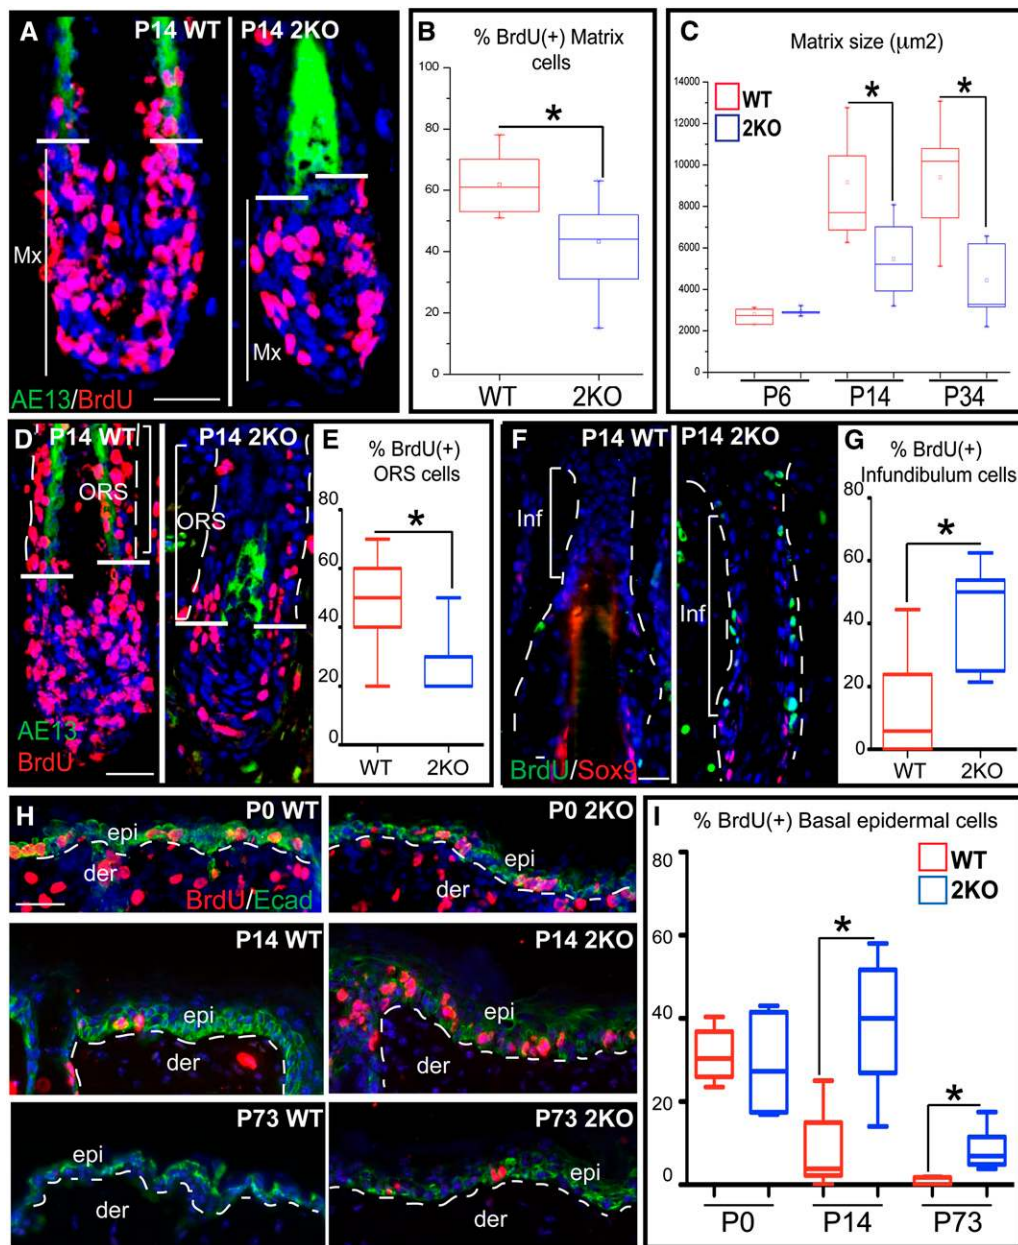 A
P14 WT
P14 2KO
Mx
Mx
AE13/BrdU
B
% BrdU(+) Matrix
cells
100
80
60
40
20
0
*
WT
2KO
C
Matrix size (µm2)
14000
12000
10000
8000
6000
4000
2000
0
WT
2KO
*
*
P6
P14
P34
D
P14 WT
P14 2KO
ORS
ORS
AE13
BrdU
E
% BrdU(+)
ORS cells
80
60
40
20
0
*
WT
2KO
F
P14 WT
P14 2KO
Inf
Inf
BrdU/Sox9
G
% BrdU(+)
Infundibulum cells
80
60
40
20
0
*
WT
2KO
H
P0 WT
epi
der
BrdU/Ecad
P0 2KO
epi
der
P14 WT
epi
der
P14 2KO
epi
der
P73 WT
epi
der
P73 2KO
epi
der
I
% BrdU(+) Basal epidermal cells
80
60
40
20
0
WT
2KO
*
*
P0
P14
P73